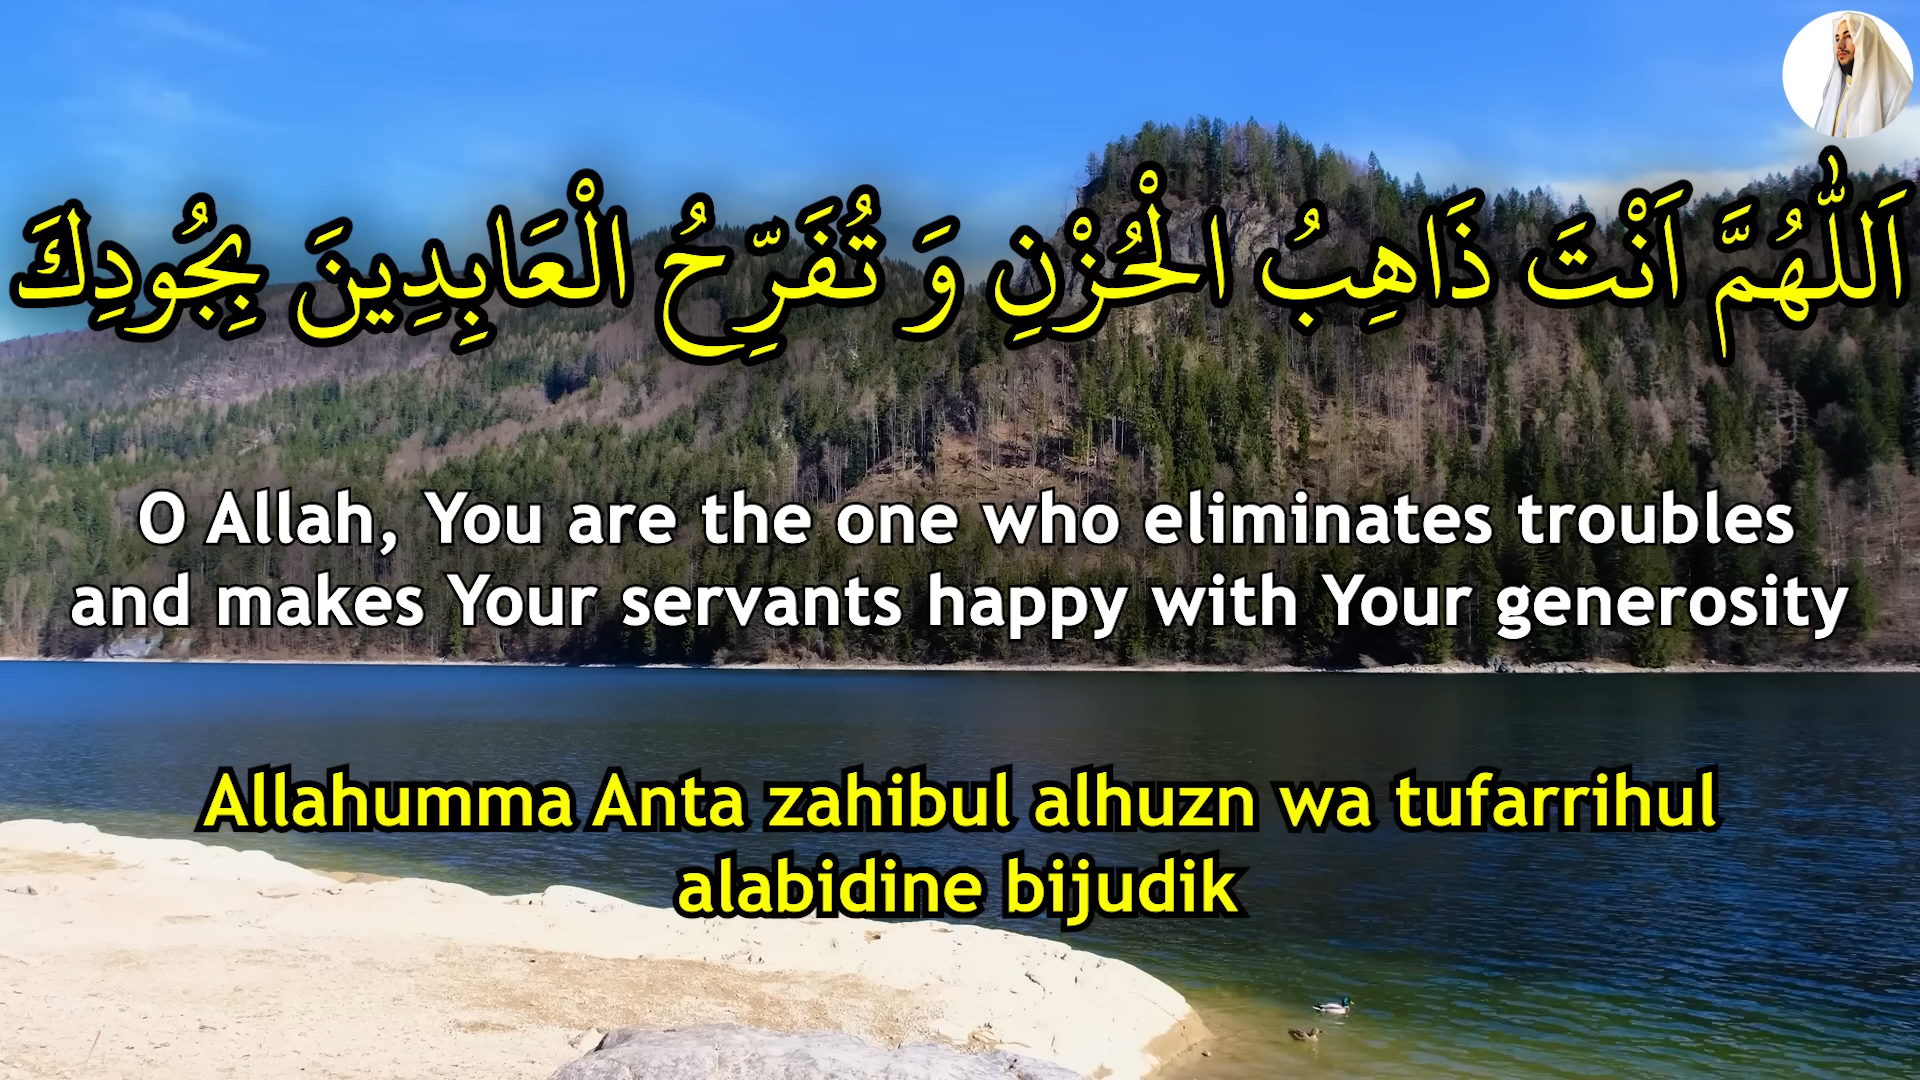 اَللّٰهُمَّ اَنْتَ ذَاهِبُ الْحُزْنِ وَ تُفَرِّحُ الْعَابِدِينَ بِجُودِكَ
O Allah, You are the one who eliminates troubles
and makes Your servants happy with Your generosity
Allahumma Anta zahibul alhuzn wa tufarrihul
alabidine bijudik